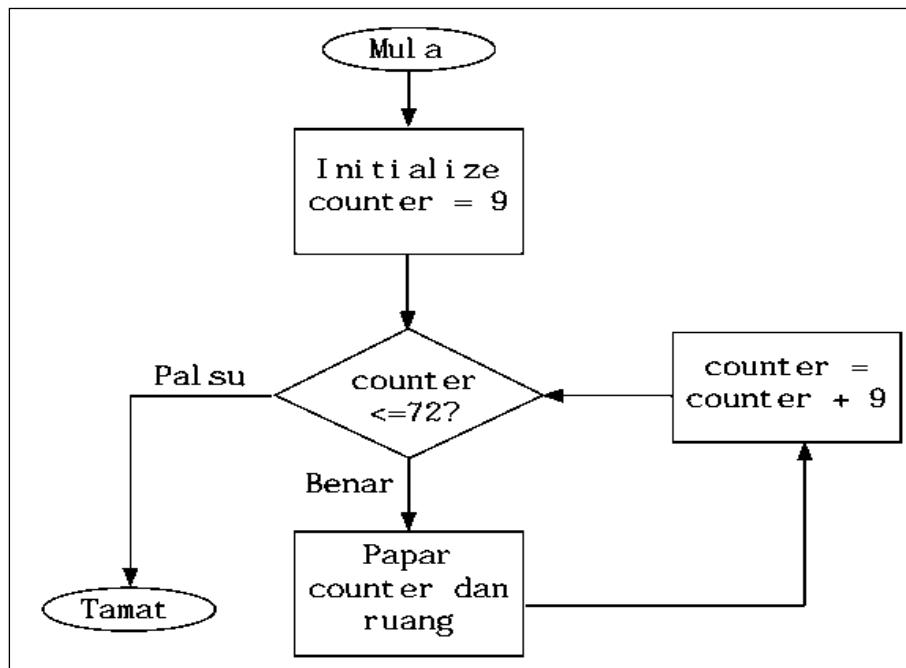 Mula
Initialize
counter = 9
Palsu
counter
<=72?
counter =
counter + 9
Benar
Papar
counter dan
ruang
Tamat